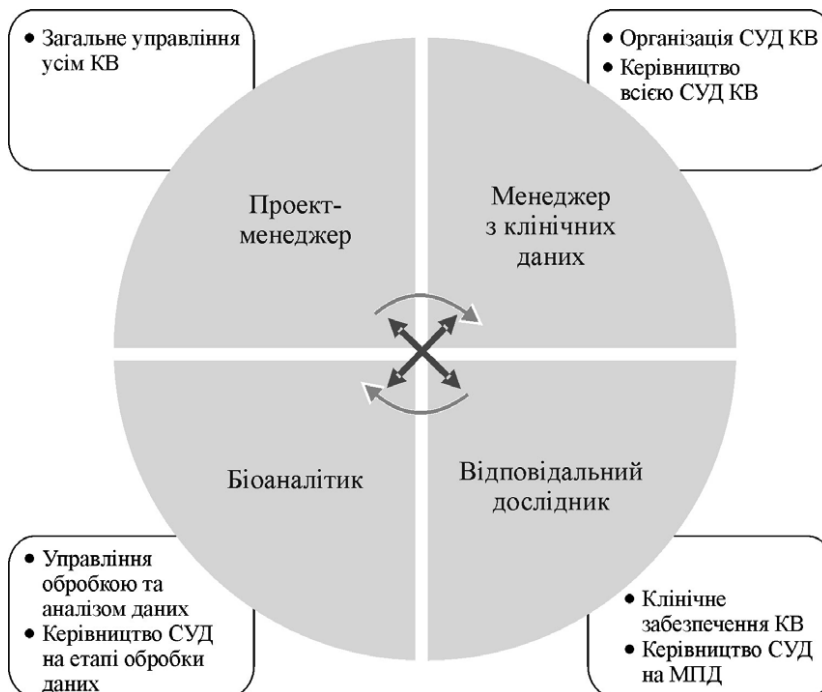 • Загальне управління
усім КВ
• Організація СУД КВ
• Керівництво
всією СУД КВ
Проект-
менеджер
Менеджер
з клінічних
даних
Біоаналітик
Відповідальний
дослідник
• Управління
обробкою та
аналізом даних
• Керівництво СУД
на етапі обробки
даних
• Клінічне
забезпечення КВ
• Керівництво СУД
на МПД